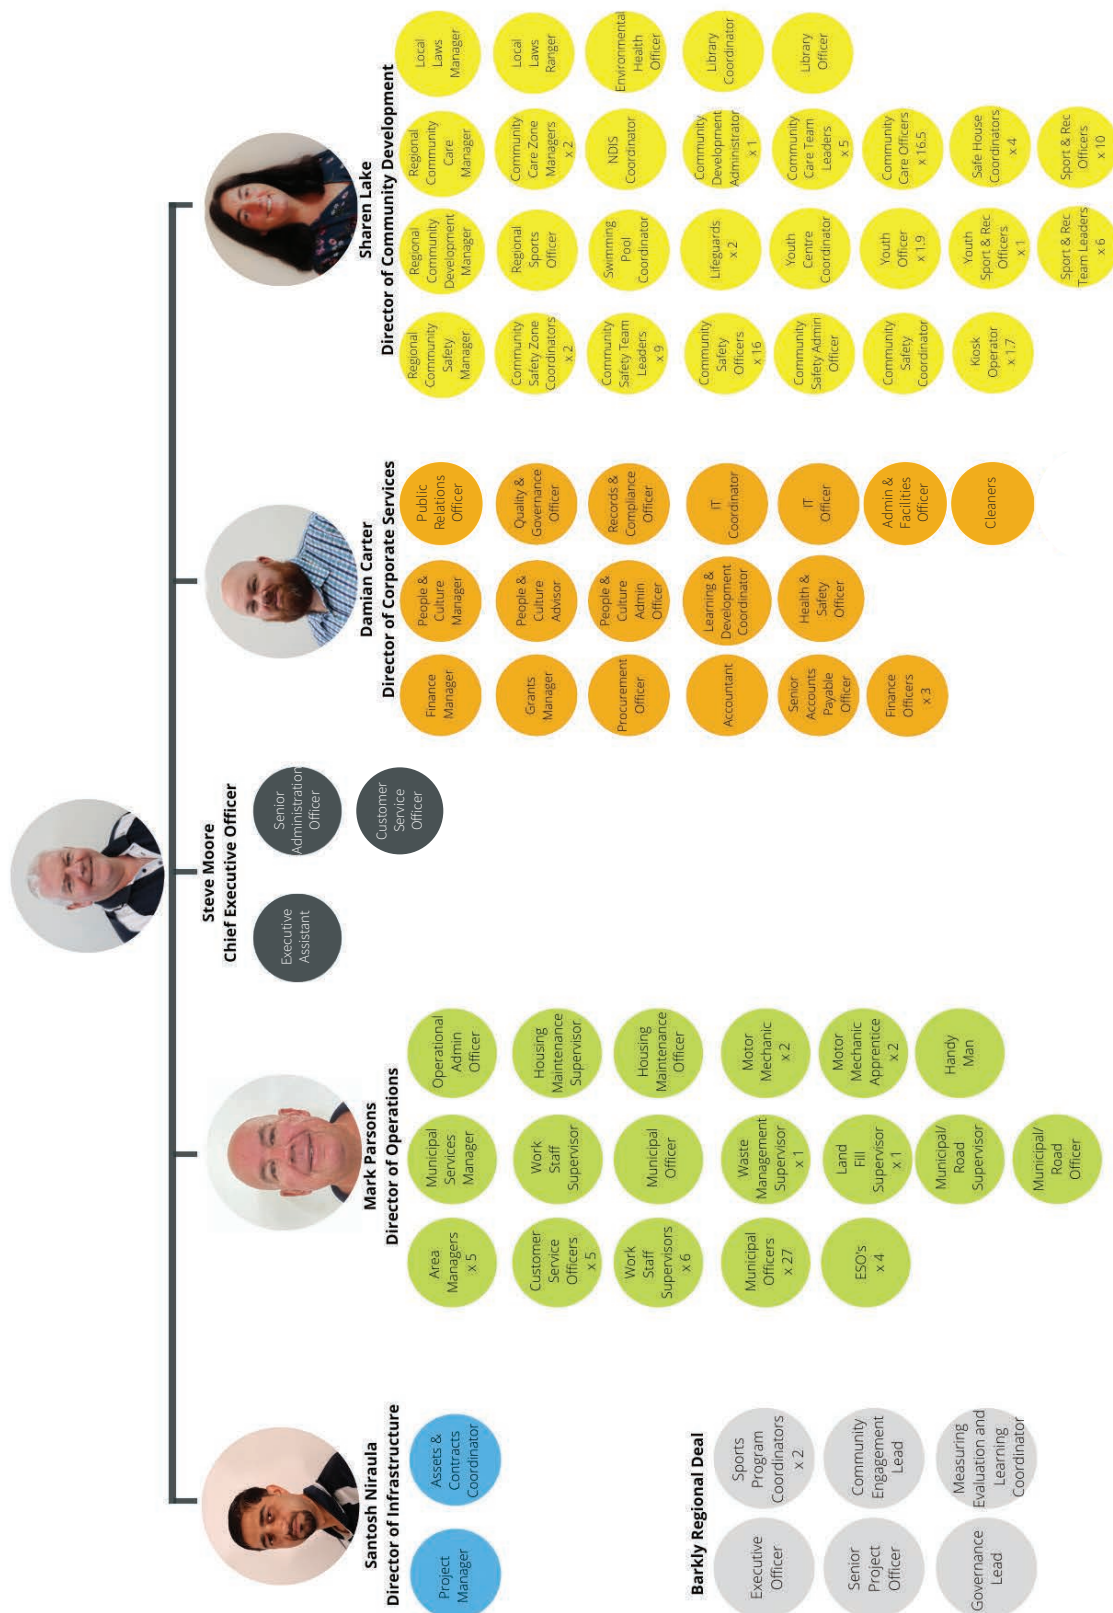 Steve Moore
Chief Executive Officer
Executive
Assistant
Senior
Administration
Officer
Customer
Service
Officer
Santosh Niraula
Director of Infrastructure
Project
Manager
Assets &
Contracts
Coordinator
Barkly Regional Deal
Executive
Officer
Sports
Program
Coordinators
x 2
Senior
Project
Officer
Community
Engagement
Lead
Governance
Lead
Measuring
Evaluation and
Learning
Coordinator
Mark Parsons
Director of Operations
Area
Managers
x 5
Customer
Service
Officers
x 5
Work
Staff
Supervisors
x 6
Municipal
Officers
x 27
ESO's
x 4
Municipal
Services
Manager
Work
Staff
Supervisor
Municipal
Officer
Waste
Management
Supervisor
x 1
Land
Fill
Supervisor
x 1
Municipal/
Road
Supervisor
Municipal/
Road
Officer
Operational
Admin
Officer
Housing
Maintenance
Supervisor
Housing
Maintenance
Officer
Motor
Mechanic
x 2
Motor
Mechanic
Apprentice
x 2
Handy
Man
Damian Carter
Director of Corporate Services
Finance
Manager
Grants
Manager
Procurement
Officer
Accountant
Senior
Accounts
Payable
Officer
Finance
Officers
x 3
People &
Culture
Manager
People &
Culture
Advisor
People &
Culture
Admin
Officer
Learning &
Development
Coordinator
Health &
Safety
Officer
Public
Relations
Officer
Quality &
Governance
Officer
Records &
Compliance
Officer
IT
Coordinator
IT
Officer
Admin &
Facilities
Officer
Cleaners
Sharen Lake
Director of Community Development
Regional
Community
Safety
Manager
Community
Safety Zone
Coordinators
x 2
Community
Safety Team
Leaders
x 9
Community
Safety
Officers
x 16
Community
Safety Admin
Officer
Community
Safety
Coordinator
Kiosk
Operator
x 1.7
Regional
Community
Development
Manager
Regional
Sports
Officer
Swimming
Pool
Coordinator
Lifeguards
x 2
Youth
Centre
Coordinator
Youth
Officer
x 1.9
Youth
Sport & Rec
Officers
x 1
Sport & Rec
Team Leaders
x 6
Regional
Community
Care
Manager
Community
Care Zone
Managers
x 2
NDIS
Coordinator
Community
Development
Administrator
x 1
Community
Care Team
Leaders
x 5
Community
Care Officers
x 16.5
Safe House
Coordinators
x 4
Sport & Rec
Officers
x 10
Local
Laws
Manager
Local
Laws
Ranger
Environmental
Health
Officer
Library
Coordinator
Library
Officer